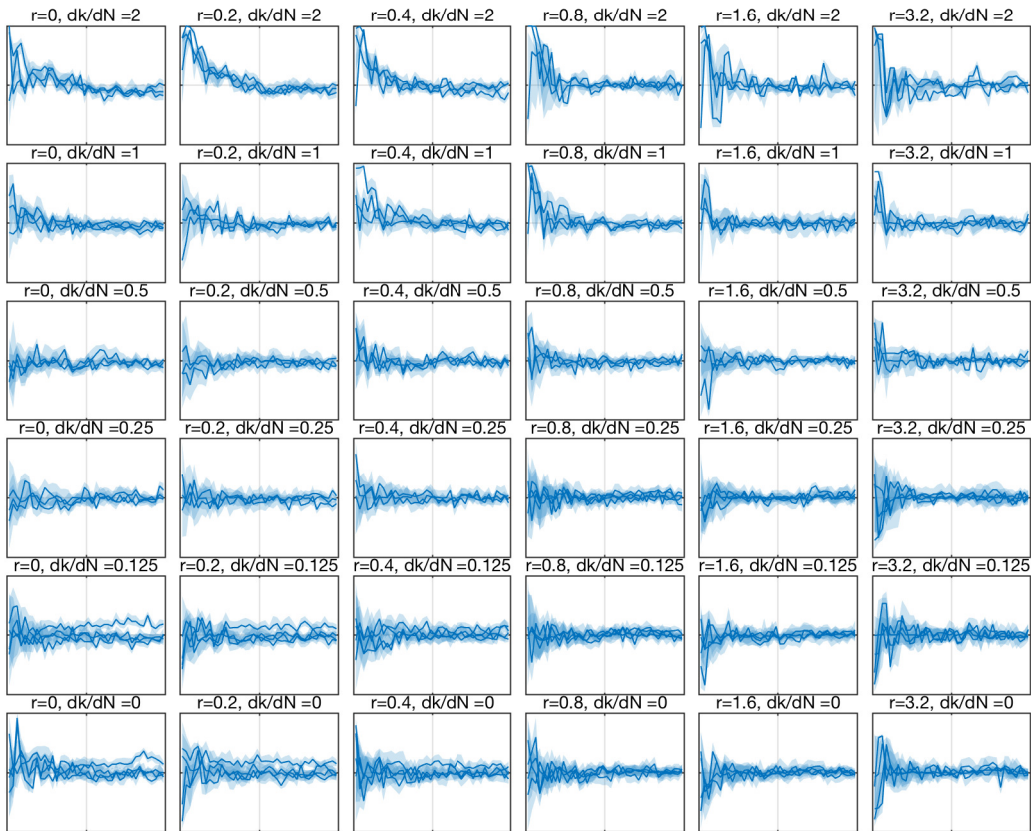 r=0, dk/dN =2 r=0.2, dk/dN =2 r=0.4, dk/dN =2 r=0.8, dk/dN =2 r=1.6, dk/dN =2 r=3.2, dk/dN =2
r=0, dk/dN =1 r=0.2, dk/dN =1 r=0.4, dk/dN =1 r=0.8, dk/dN =1 r=1.6, dk/dN =1 r=3.2, dk/dN =1
r=0, dk/dN =0.5 r=0.2, dk/dN =0.5 r=0.4, dk/dN =0.5 r=0.8, dk/dN =0.5 r=1.6, dk/dN =0.5 r=3.2, dk/dN =0.5
r=0, dk/dN =0.25 r=0.2, dk/dN =0.25 r=0.4, dk/dN =0.25 r=0.8, dk/dN =0.25 r=1.6, dk/dN =0.25 r=3.2, dk/dN =0.25
r=0, dk/dN =0.125 r=0.2, dk/dN =0.125 r=0.4, dk/dN =0.125 r=0.8, dk/dN =0.125 r=1.6, dk/dN =0.125 r=3.2, dk/dN =0.125
r=0, dk/dN =0 r=0.2, dk/dN =0 r=0.4, dk/dN =0 r=0.8, dk/dN =0 r=1.6, dk/dN =0 r=3.2, dk/dN =0